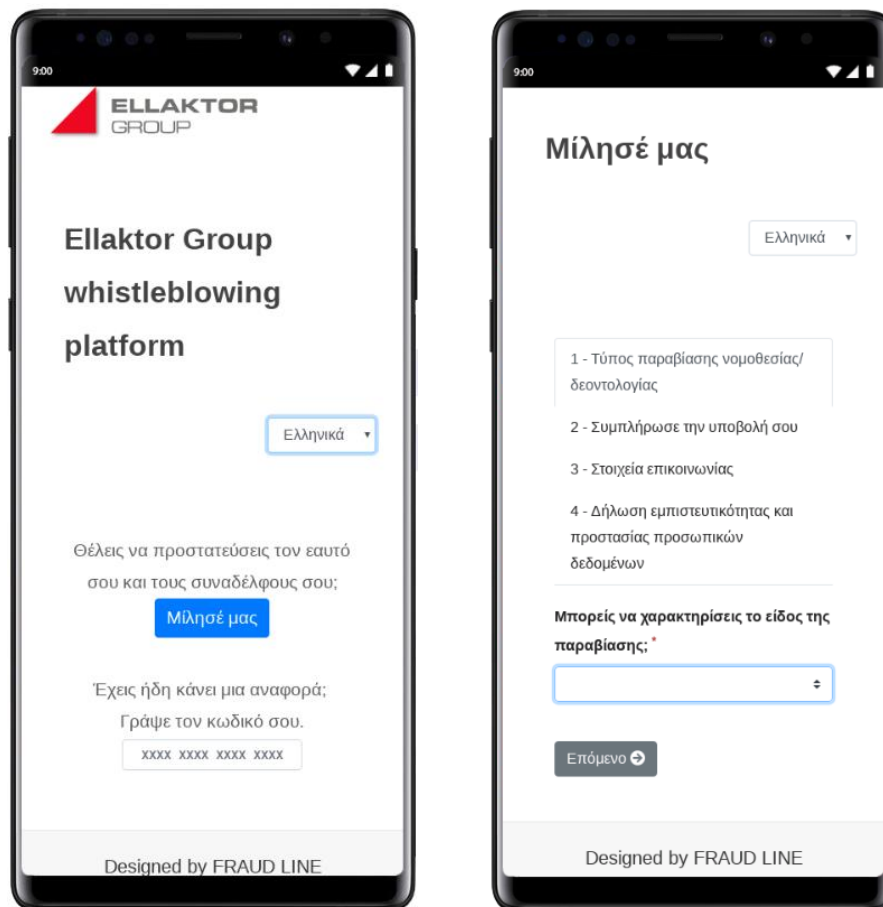 9:00
ELLAKTOR
GROUP
Ellaktor Group
whistleblowing
platform
Ελληνικά
Θέλεις να προστατεύσεις τον εαυτό
σου και τους συναδέλφους σου;
Μίλησέ μας
Έχεις ήδη κάνει μια αναφορά;
Γράψε τον κωδικό σου.
xxxx xxxx xxxx xxxx
Designed by FRAUD LINE
9:00
Μίλησέ μας
Ελληνικά
1 - Τύπος παραβίασης νομοθεσίας/
δεοντολογίας
2 - Συμπλήρωσε την υποβολή σου
3 - Στοιχεία επικοινωνίας
4 - Δήλωση εμπιστευτικότητας και
προστασίας προσωπικών
δεδομένων
Μπορείς να χαρακτηρίσεις το είδος της
παραβίασης; *
Επόμενο
Designed by FRAUD LINE